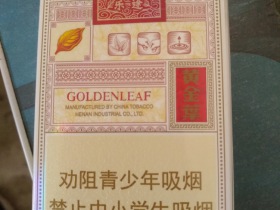 GOLDENLEAF
MANUFACTURED BY CHINA TOBACCO
HENAN INDUSTRIAL CO., LTD.
黄金叶
劝阻青少年吸烟
禁止中小学生吸烟